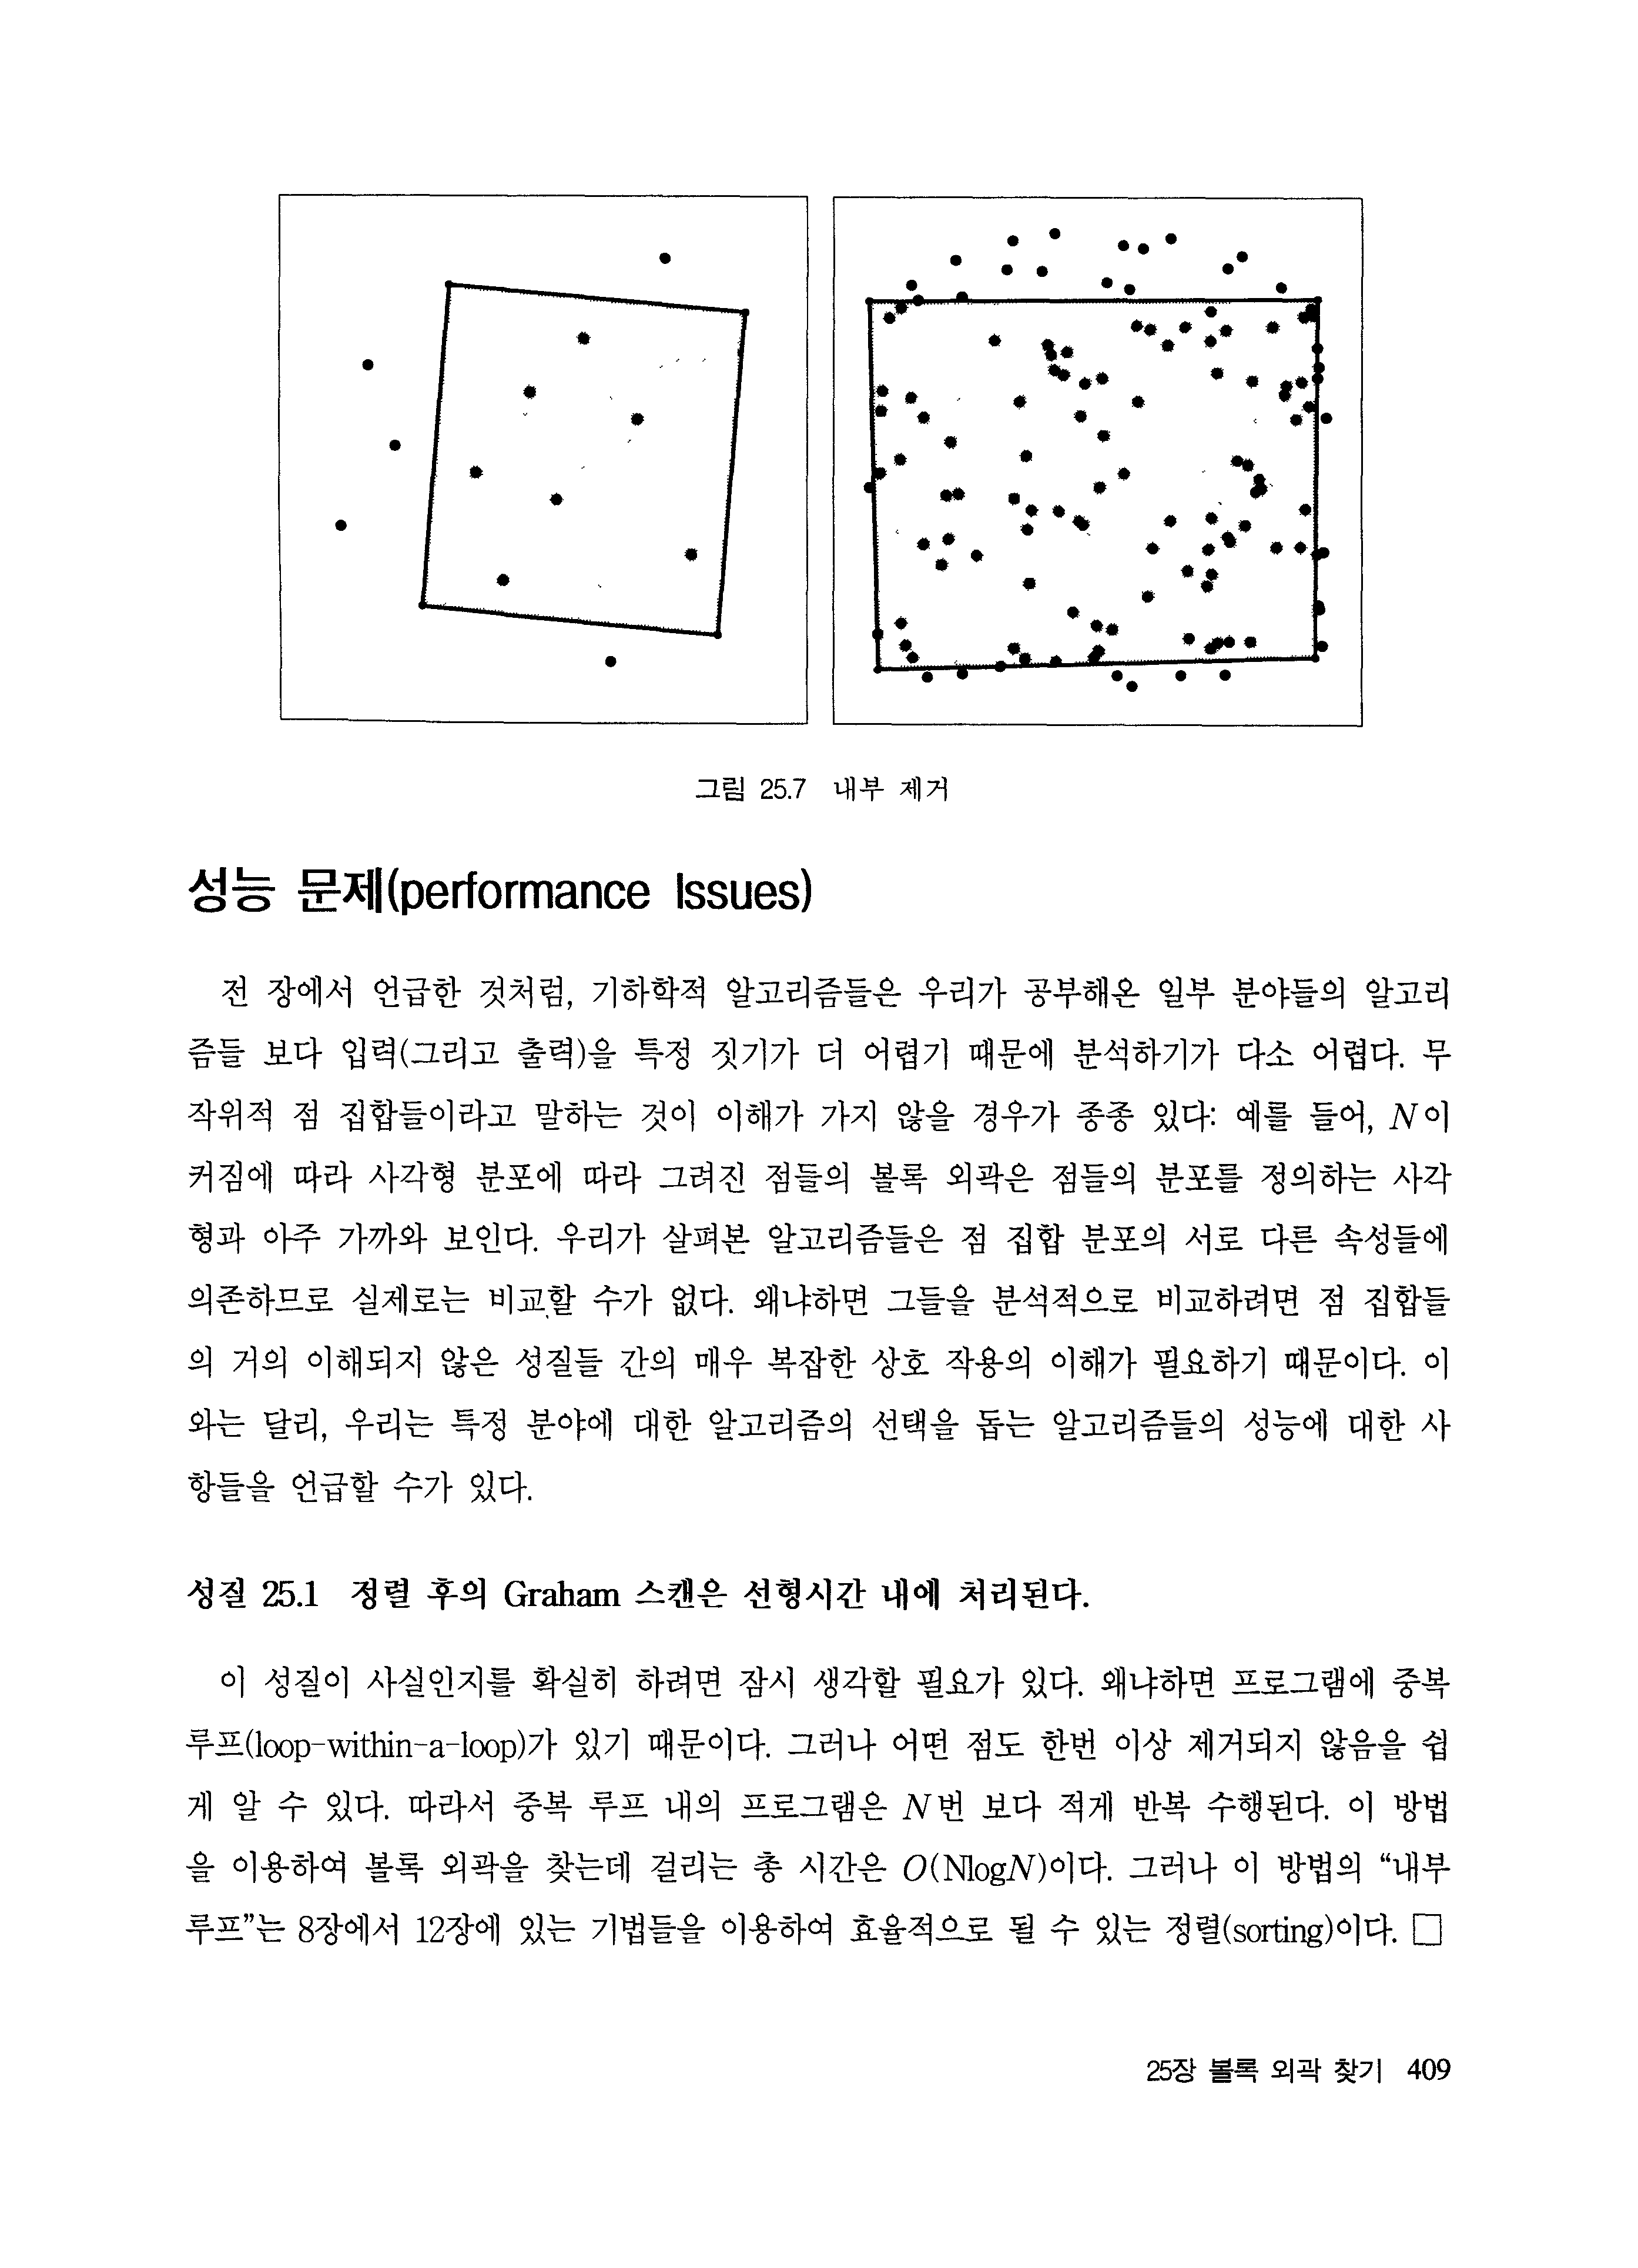 그림 25.7 내부 제거
성능 문제(performance Issues)
전 장에서 언급한 것처럼, 기하학적 알고리즘들은 우리가 공부해온 일부 분야들의 알고리
즘들 보다 입력(그리고 출력)을 특정 짓기가 더 어렵기 때문에 분석하기가 다소 어렵다. 무
작위적 점 집합들이라고 말하는 것이 이해가 가지 않을 경우가 종종 있다: 예를 들어, N이
커짐에 따라 사각형 분포에 따라 그려진 점들의 볼록 외곽은 점들의 분포를 정의하는 사각
형과 아주 가까와 보인다. 우리가 살펴본 알고리즘들은 점 집합 분포의 서로 다른 속성들에
의존하므로 실제로는 비교할 수가 없다. 왜냐하면 그들을 분석적으로 비교하려면 점 집합들
의 거의 이해되지 않은 성질들 간의 매우 복잡한 상호 작용의 이해가 필요하기 때문이다. 이
와는 달리, 우리는 특정 분야에 대한 알고리즘의 선택을 돕는 알고리즘들의 성능에 대한 사
항들을 언급할 수가 있다.
성질 25.1 정렬 후의 Graham 스캔은 선형시간 내에 처리된다.
이 성질이 사실인지를 확실히 하려면 잠시 생각할 필요가 있다. 왜냐하면 프로그램에 중복
루프(loop-within-a-loop)가 있기 때문이다. 그러나 어떤 점도 한번 이상 제거되지 않음을 쉽
게 알 수 있다. 따라서 중복 루프 내의 프로그램은 N번 보다 적게 반복 수행된다. 이 방법
을 이용하여 볼록 외곽을 찾는데 걸리는 총 시간은 O(NlogN)이다. 그러나 이 방법의 “내부
루프”는 8장에서 12장에 있는 기법들을 이용하여 효율적으로 될 수 있는 정렬(sorting)이다. □
25장 볼록 외곽 찾기 409